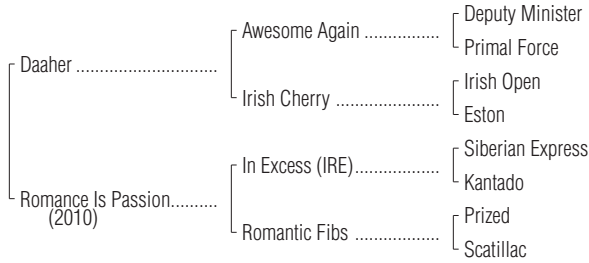 Deputy Minister
Awesome Again ................
Primal Force
Daaher ..............................
Irish Open
Irish Cherry ......................
Eston
Siberian Express
In Excess (IRE)..................
Kantado
Romance Is Passion..........
(2010)
Prized
Romantic Fibs ..................
Scatillac